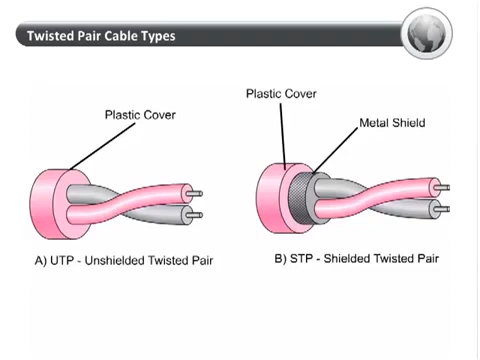 Twisted Pair Cable Types
Plastic Cover
Plastic Cover
Metal Shield
A) UTP - Unshielded Twisted Pair
B) STP - Shielded Twisted Pair